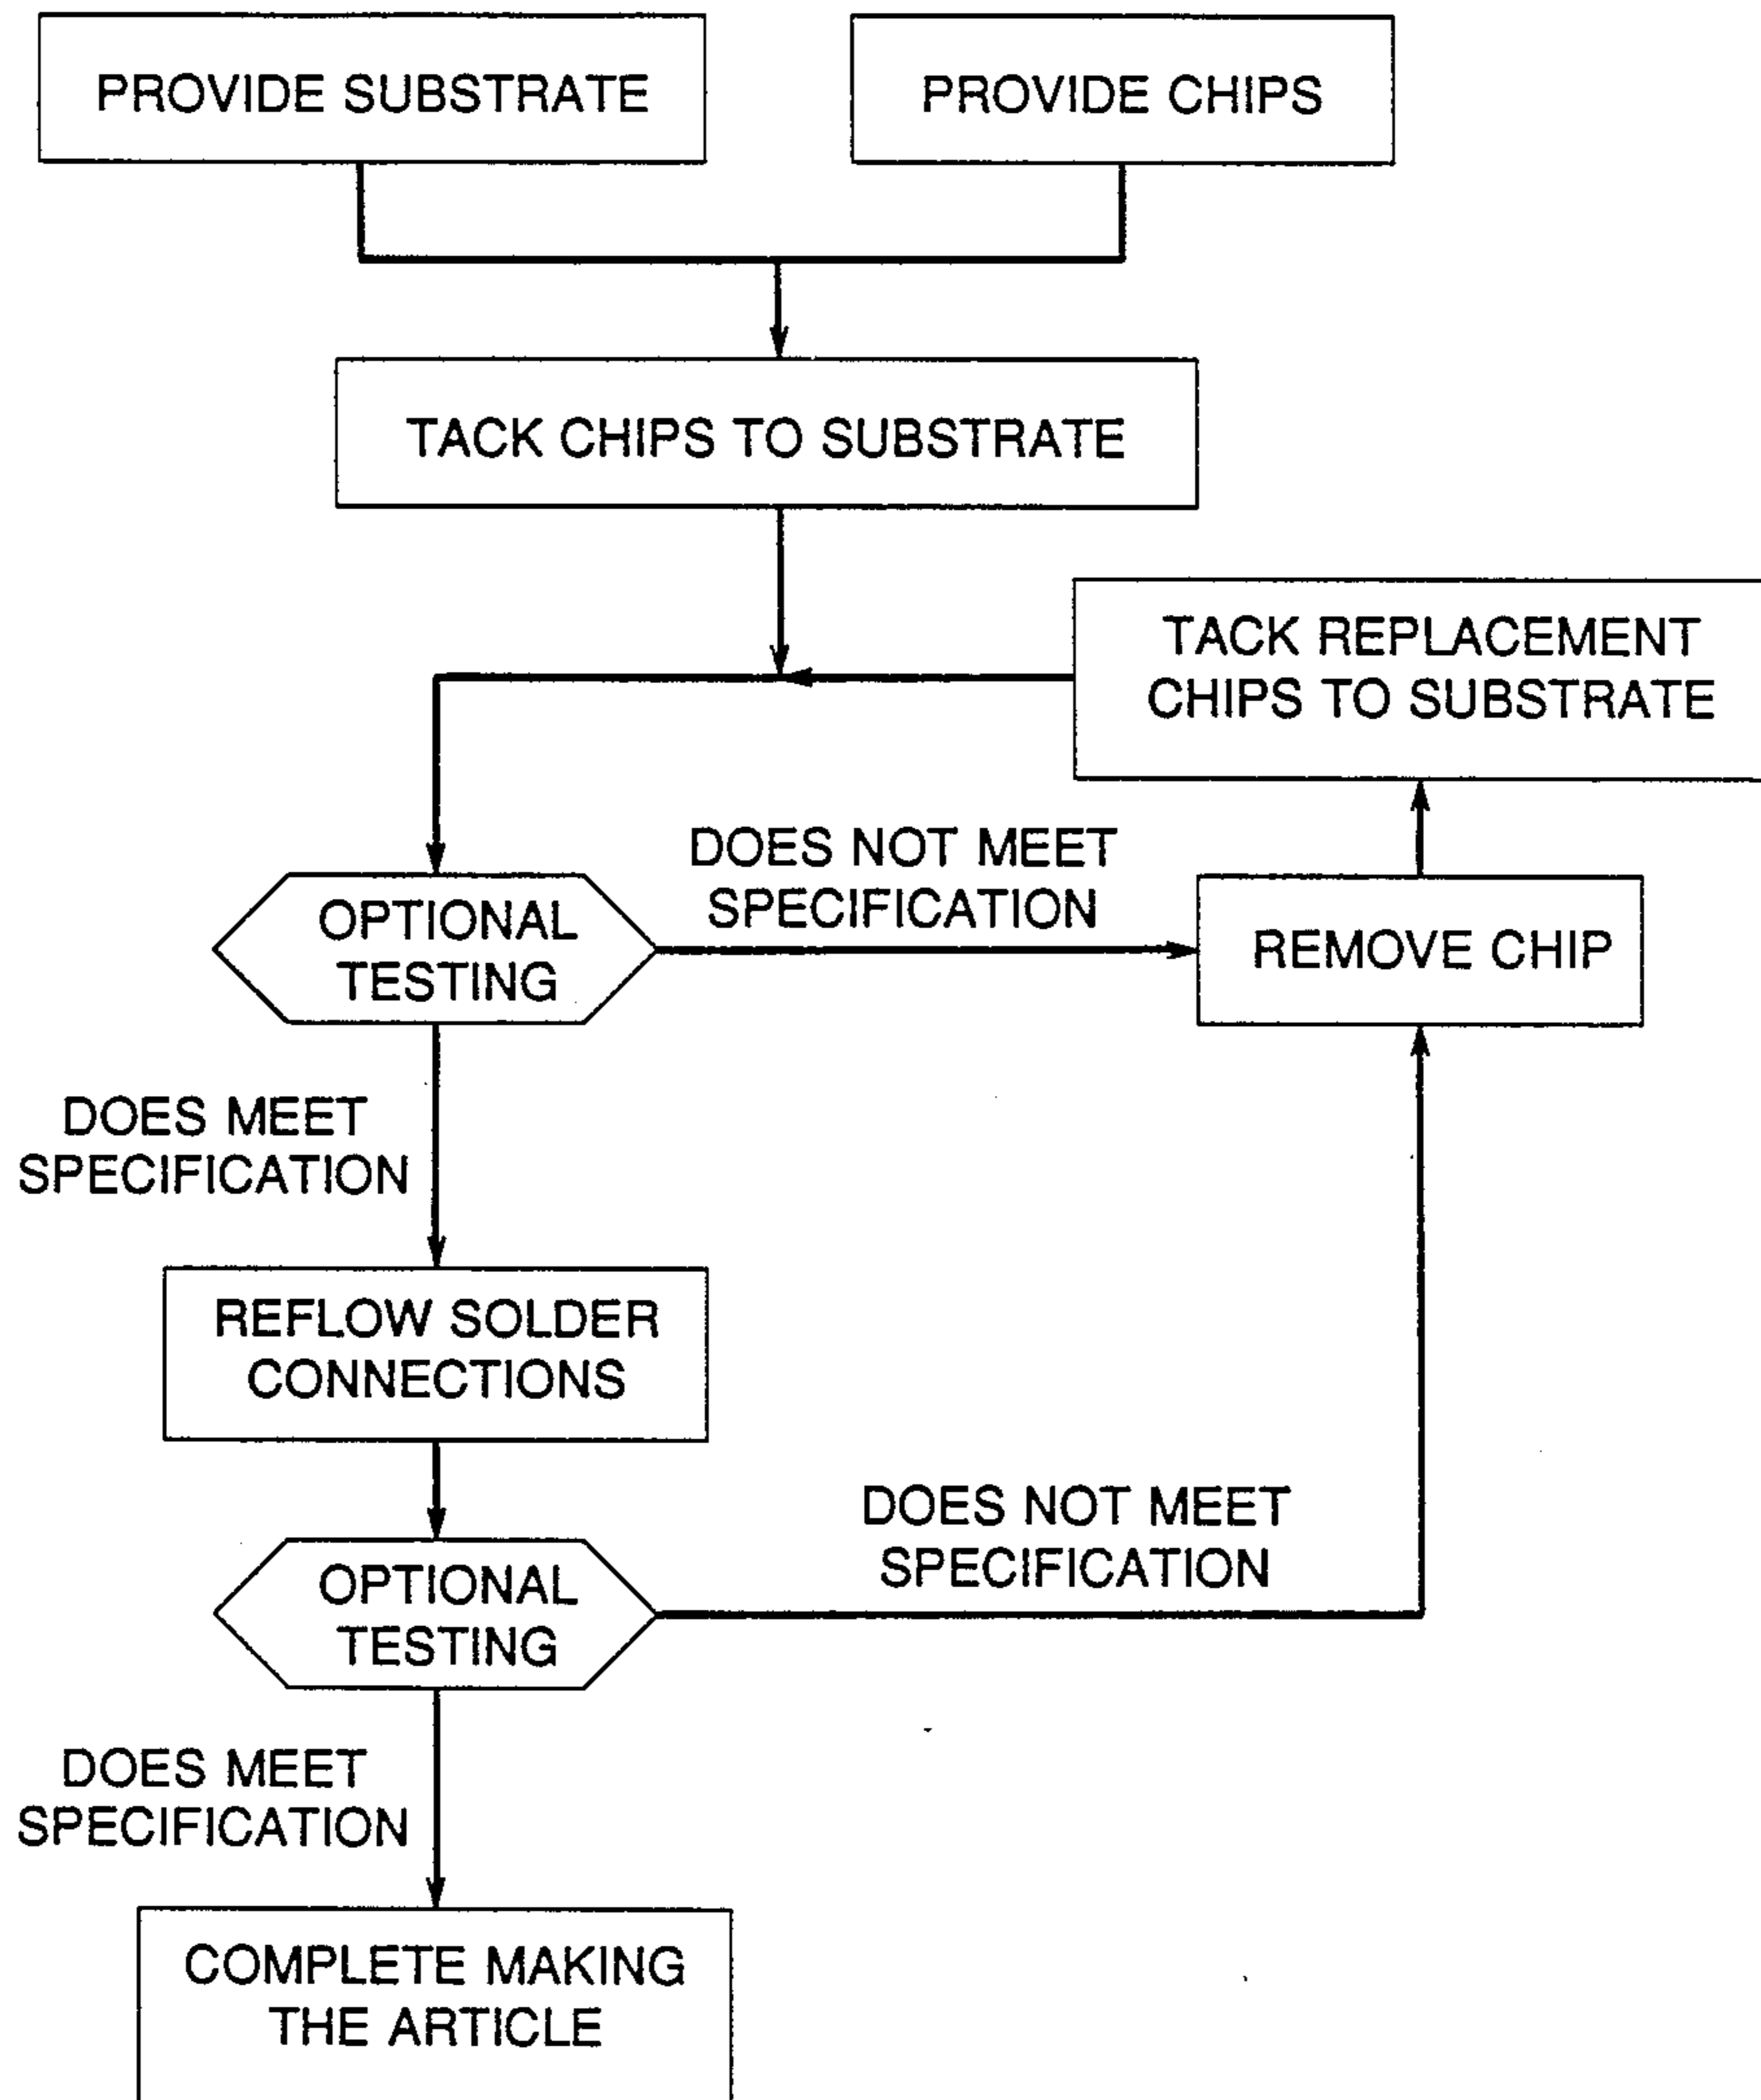 PROVIDE SUBSTRATE
PROVIDE CHIPS
TACK CHIPS TO SUBSTRATE
TACK REPLACEMENT
CHIPS TO SUBSTRATE
DOES NOT MEET
SPECIFICATION
OPTIONAL
TESTING
REMOVE CHIP
DOES MEET
SPECIFICATION
REFLOW SOLDER
CONNECTIONS
DOES NOT MEET
SPECIFICATION
OPTIONAL
TESTING
DOES MEET
SPECIFICATION
COMPLETE MAKING
THE ARTICLE